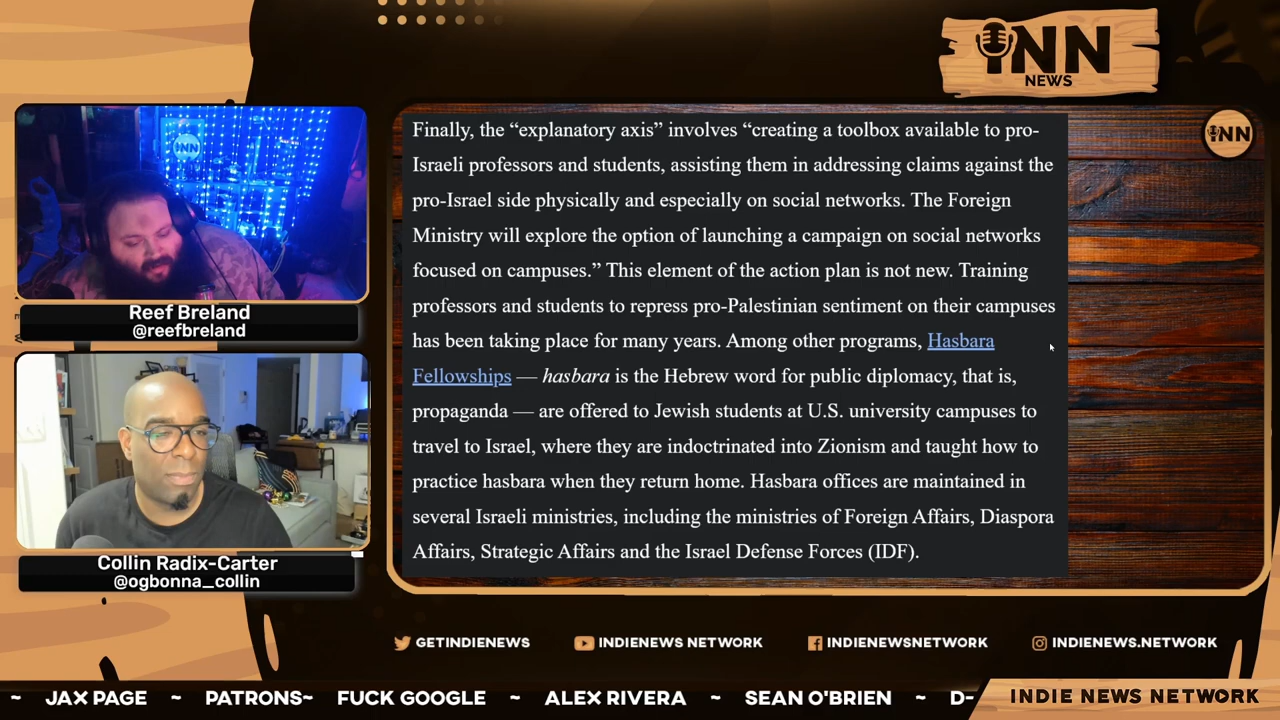 INN
NEWS
Finally, the “explanatory axis” involves “creating a toolbox available to pro-
Israeli professors and students, assisting them in addressing claims against the
pro-Israel side physically and especially on social networks. The Foreign
Ministry will explore the option of launching a campaign on social networks
focused on campuses.” This element of the action plan is not new. Training
professors and students to repress pro-Palestinian sentiment on their campuses
has been taking place for many years. Among other programs, Hasbara
Fellowships — hasbara is the Hebrew word for public diplomacy, that is,
propaganda — are offered to Jewish students at U.S. university campuses to
travel to Israel, where they are indoctrinated into Zionism and taught how to
practice hasbara when they return home. Hasbara offices are maintained in
several Israeli ministries, including the ministries of Foreign Affairs, Diaspora
Affairs, Strategic Affairs and the Israel Defense Forces (IDF).
INN
INN
Reef Breland
@reefbreland
Collin Radix-Carter
@ogbonna_collin
GETINDIENEWS
INDIENEWS NETWORK
INDIENEWSNETWORK
INDIENEWS.NETWORK
~ JAX PAGE ~ PATRONS~ FUCK GOOGLE ~ ALEX RIVERA ~ SEAN O'BRIEN ~ D-
INDIE NEWS NETWORK